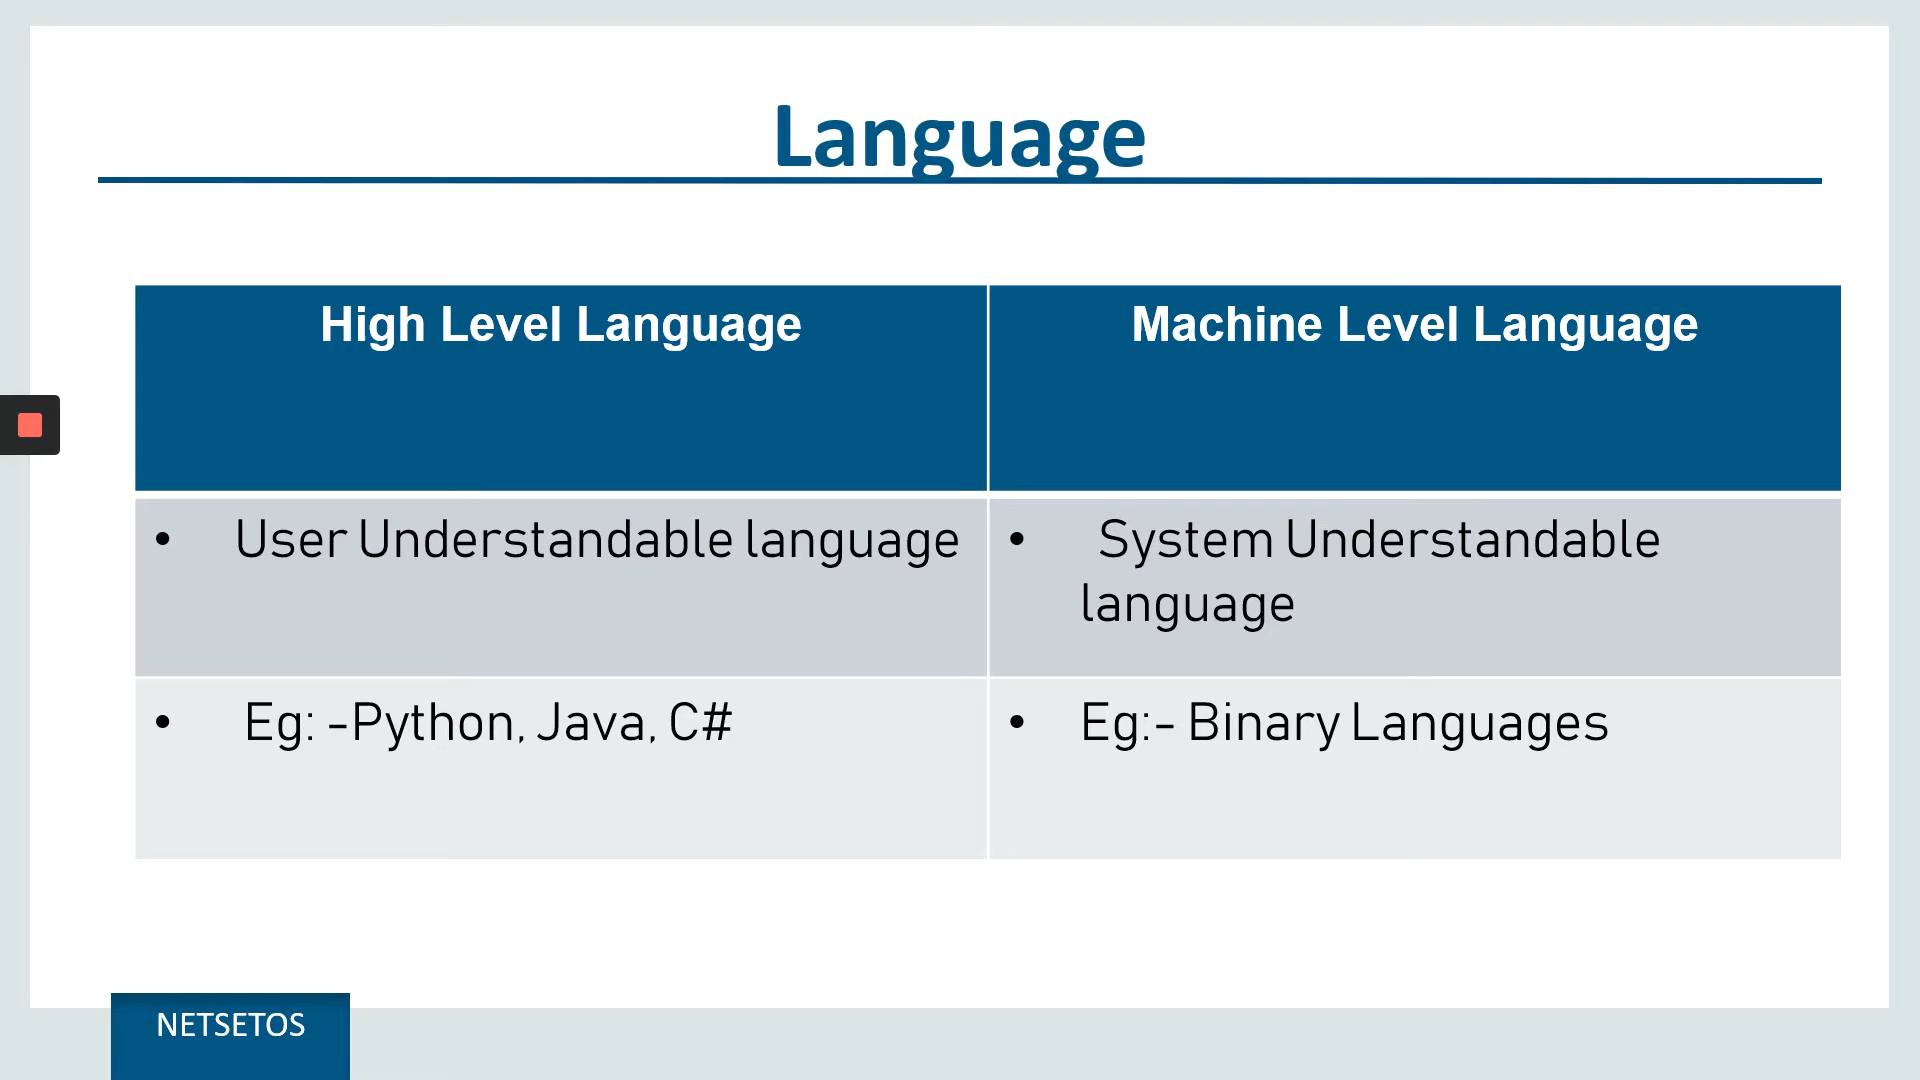 Language
High Level Language
Machine Level Language
• User Understandable language
• System Understandable
language
• Eg: -Python, Java, C#
• Eg:- Binary Languages
NETSETOS